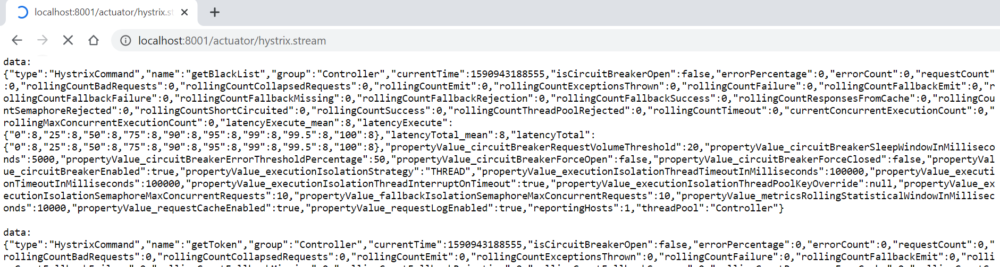 localhost:8001/actuator/hystrix.st
localhost:8001/actuator/hystrix.stream
data:
{"type":"HystrixCommand","name":"getBlackList","group":"Controller","currentTime":1590943188555,"isCircuitBreakerOpen":false,"errorPercentage":0,"errorCount":0,"requestCount"
:0,"rollingCountBadRequests":0,"rollingCountCollapsedRequests":0,"rollingCountEmit":0,"rollingCountExceptionsThrown":0,"rollingCountFailure":0,"rollingCountFallbackEmit":0,"r
ollingCountFallbackFailure":0,"rollingCountFallbackMissing":0,"rollingCountFallbackRejection":0,"rollingCountFallbackSuccess":0,"rollingCountResponsesFromCache":0,"rollingCou
ntSemaphoreRejected":0,"rollingCountShortCircuited":0,"rollingCountSuccess":0,"rollingCountThreadPoolRejected":0,"rollingCountTimeout":0,"currentConcurrentExecutionCount":0,"
rollingMaxConcurrentExecutionCount":0,"latencyExecute_mean":8,"latencyExecute":
{"0":8,"25":8,"50":8,"75":8,"90":8,"95":8,"99":8,"99.5":8,"100":8},"latencyTotal_mean":8,"latencyTotal":
{"0":8,"25":8,"50":8,"75":8,"90":8,"95":8,"99":8,"99.5":8,"100":8},"propertyValue_circuitBreakerRequestVolumeThreshold":20,"propertyValue_circuitBreakerSleepWindowInMilliseco
nds":5000,"propertyValue_circuitBreakerErrorThresholdPercentage":50,"propertyValue_circuitBreakerForceOpen":false,"propertyValue_circuitBreakerForceClosed":false,"propertyVal
ue_circuitBreakerEnabled":true,"propertyValue_executionIsolationStrategy":"THREAD","propertyValue_executionIsolationThreadTimeoutInMilliseconds":100000,"propertyValue_executi
onTimeoutInMilliseconds":100000,"propertyValue_executionIsolationThreadInterruptOnTimeout":true,"propertyValue_executionIsolationThreadPoolKeyOverride":null,"propertyValue_ex
ecutionIsolationSemaphoreMaxConcurrentRequests":10,"propertyValue_fallbackIsolationSemaphoreMaxConcurrentRequests":10,"propertyValue_metricsRollingStatisticalWindowInMillisec
onds":10000,"propertyValue_requestCacheEnabled":true,"propertyValue_requestLogEnabled":true,"reportingHosts":1,"threadPool":"Controller"}
data:
{"type":"HystrixCommand","name":"getToken","group":"Controller","currentTime":1590943188555,"isCircuitBreakerOpen":false,"errorPercentage":0,"errorCount":0,"requestCount":0,"
rollingCountBadRequests":0,"rollingCountCollapsedRequests":0,"rollingCountEmit":0,"rollingCountExceptionsThrown":0,"rollingCountFailure":0,"rollingCountFallbackEmit":0,"rolli